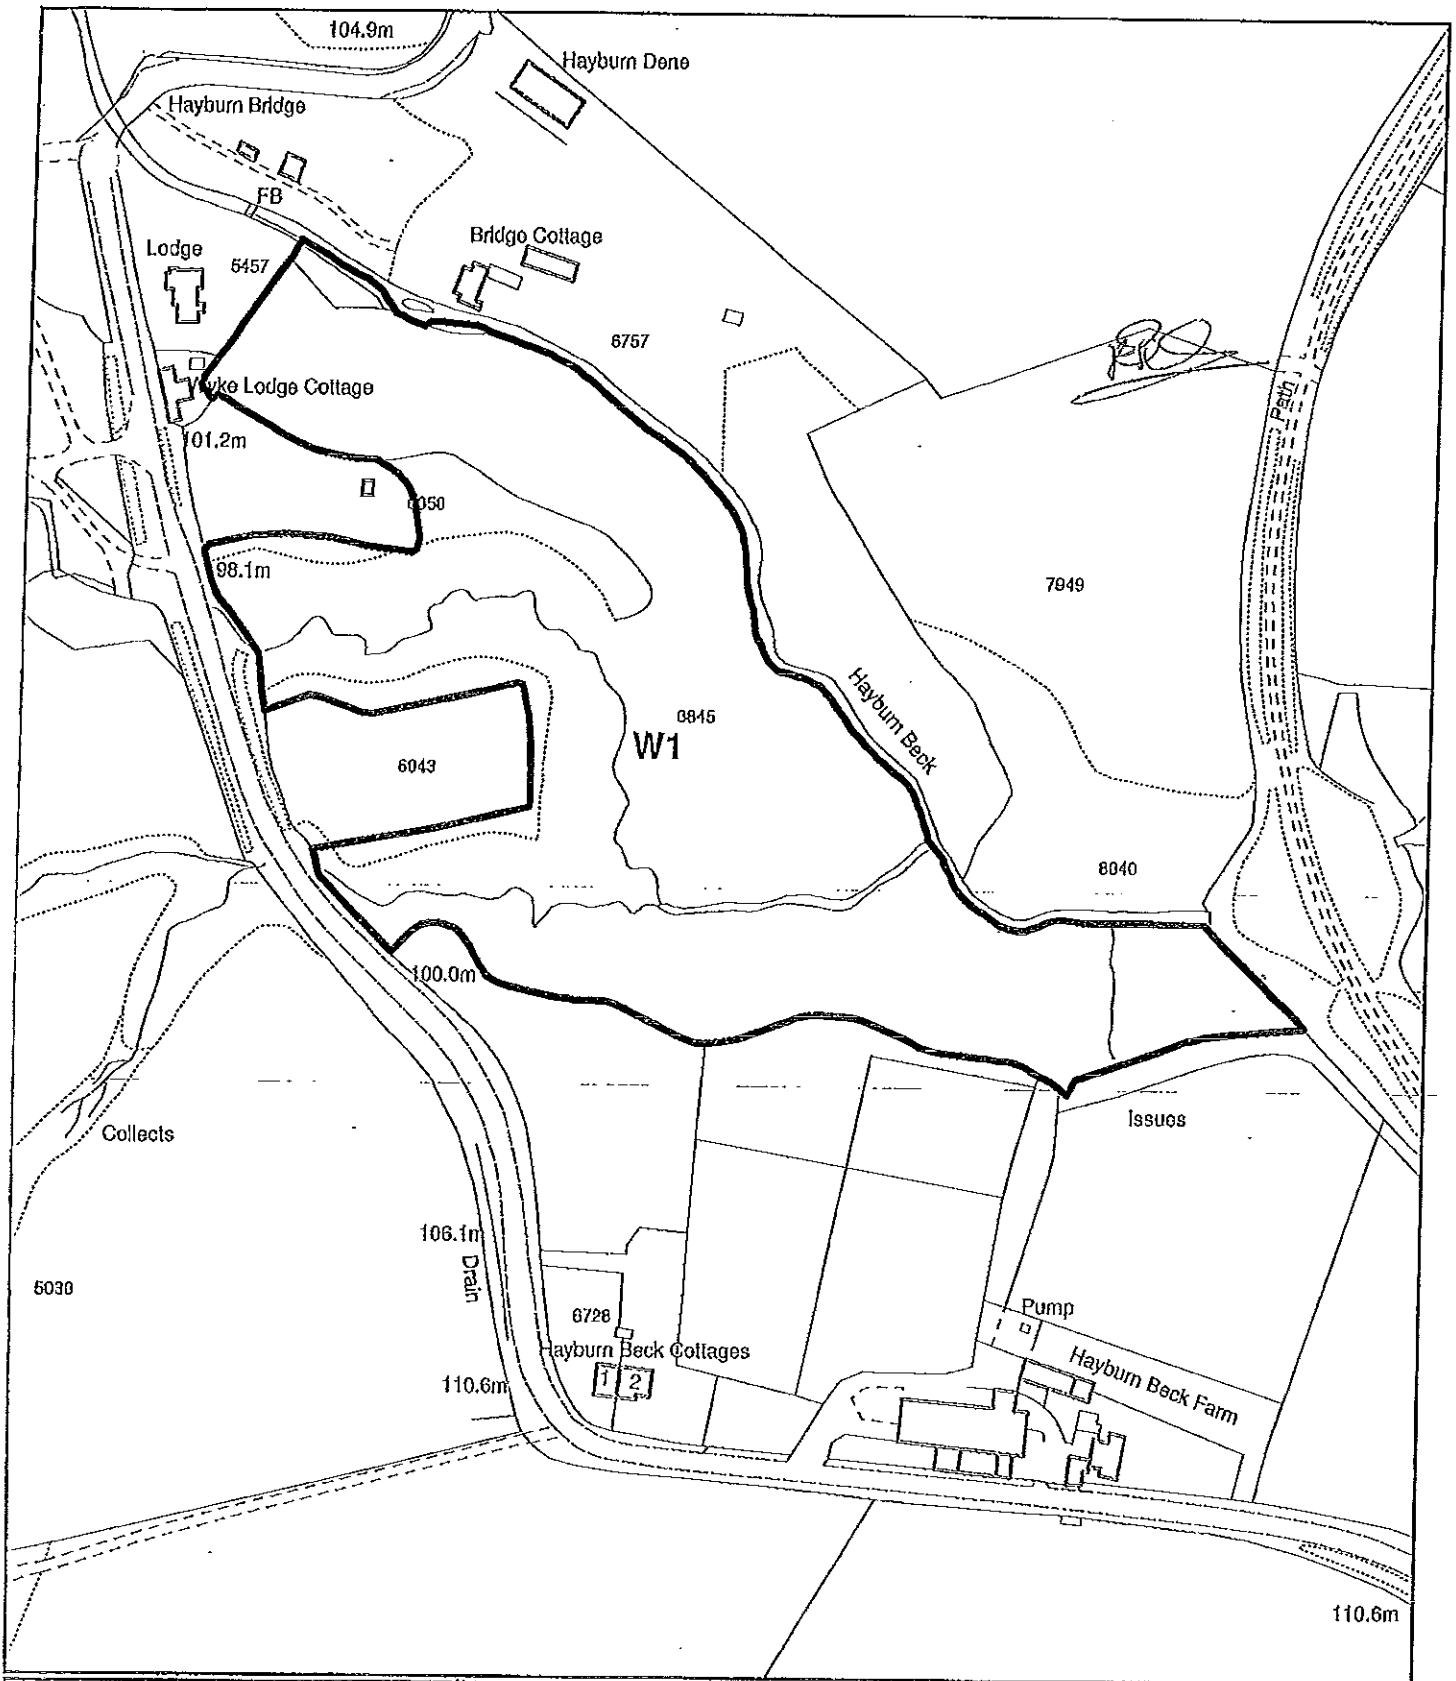 104.9m
Hayburn Dene
Hayburn Bridge
FB
Lodge
Bridge Cottage
5457
6757
Wyke Lodge Cottage
Path
101.2m
6050
98.1m
7949
Hayburn Beck
6845
W1
6043
8040
100.0m
Collects
Issues
106.1m
Drain
5030
6728
Pump
Hayburn Beck Cottages
1 2
Hayburn Beck Farm
110.6m
110.6m